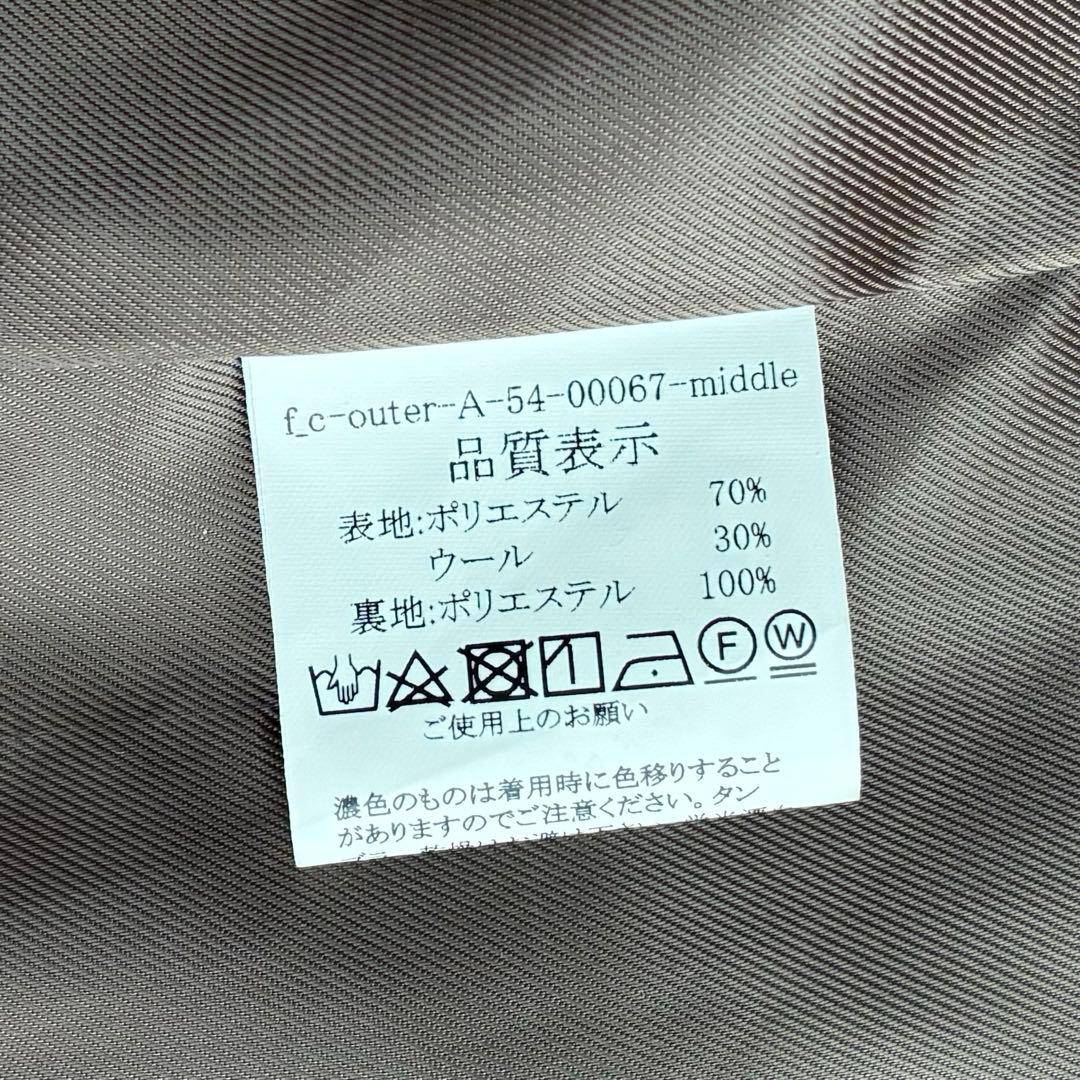 f_c-outer-A-54-00067-middle
品質表示
表地:ポリエステル 70%
ウール 30%
裏地:ポリエステル 100%
F W
ご使用上のお願い
濃色のものは着用時に色移りすること
がありますのでご注意ください。タン